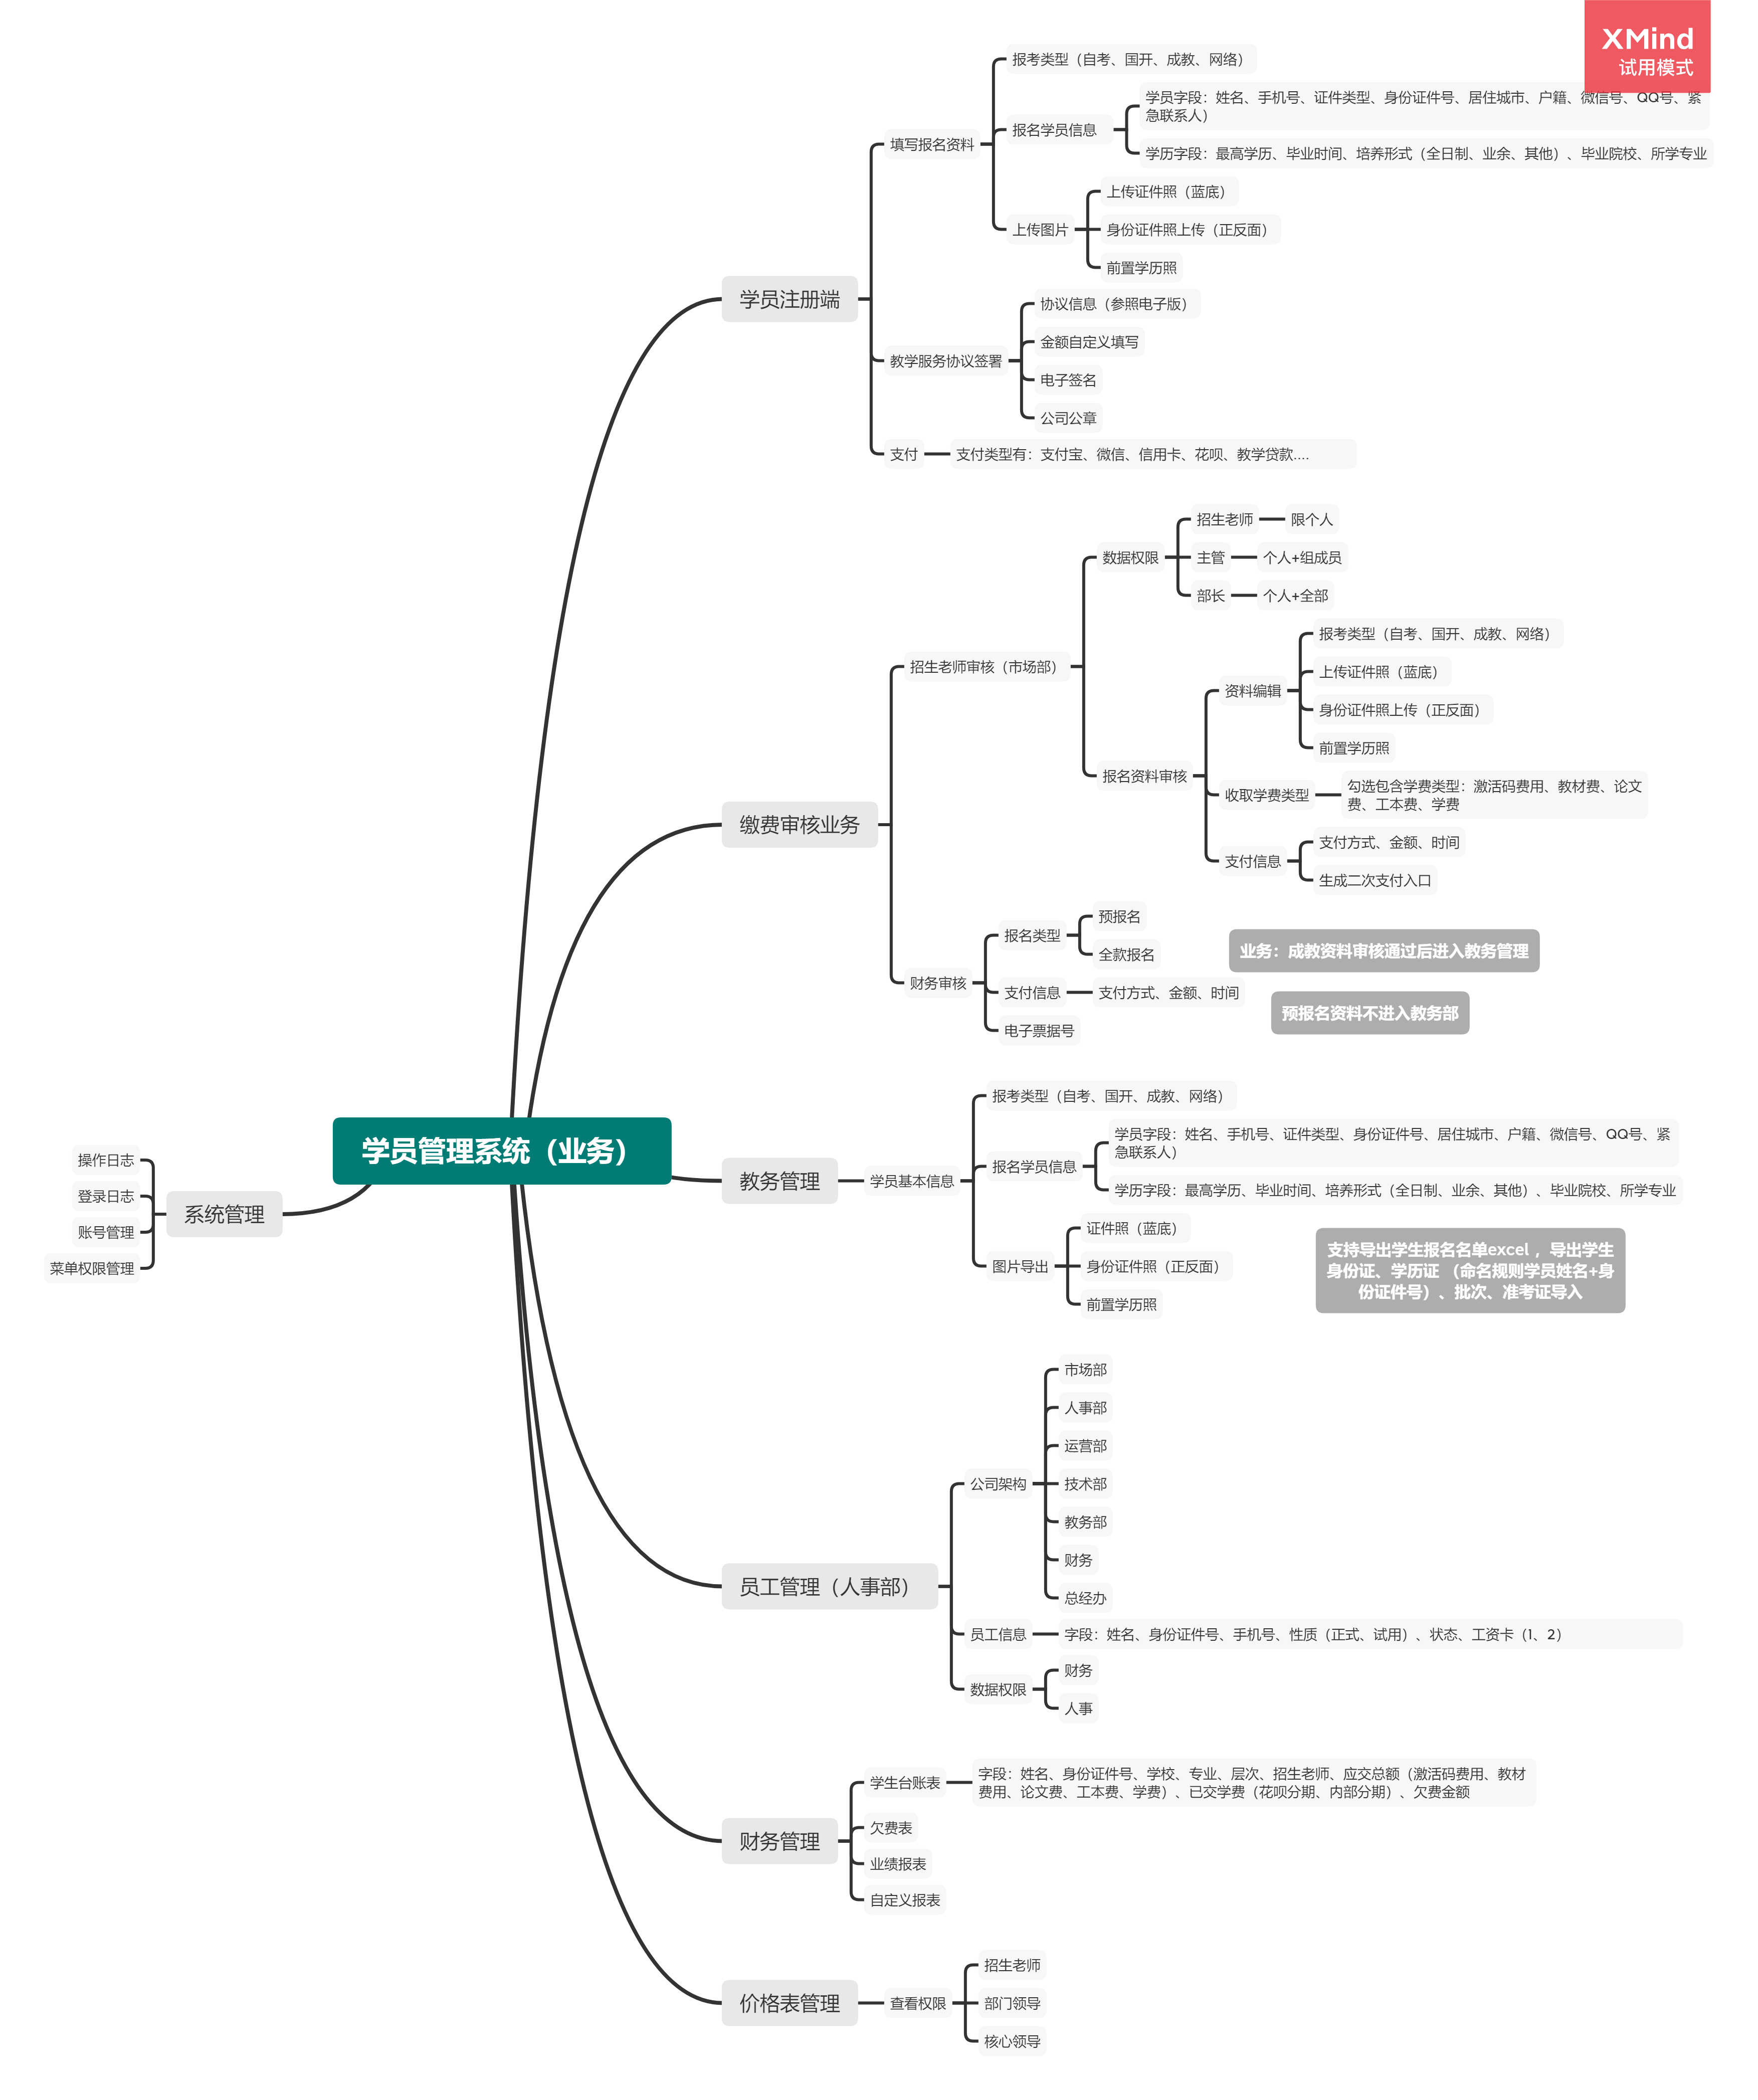 XMind
试用模式
报考类型（自考、国开、成教、网络）
学员字段：姓名、手机号、证件类型、身份证件号、居住城市、户籍、微信号、QQ号、紧
急联系人）
报名学员信息
学历字段：最高学历、毕业时间、培养形式（全日制、业余、其他）、毕业院校、所学专业
填写报名资料
上传证件照（蓝底）
上传图片
身份证件照上传（正反面）
前置学历照
学员注册端
协议信息（参照电子版）
金额自定义填写
教学服务协议签署
电子签名
公司公章
支付
支付类型有：支付宝、微信、信用卡、花呗、教学贷款....
招生老师
限个人
数据权限
主管
个人+组成员
部长
个人+全部
招生老师审核（市场部）
报考类型（自考、国开、成教、网络）
上传证件照（蓝底）
资料编辑
身份证件照上传（正反面）
前置学历照
报名资料审核
收取学费类型
勾选包含学费类型：激活码费用、教材费、论文
费、工本费、学费
缴费审核业务
支付方式、金额、时间
支付信息
生成二次支付入口
预报名
报名类型
全款报名
业务：成教资料审核通过后进入教务管理
财务审核
支付信息
支付方式、金额、时间
预报名资料不进入教务部
电子票据号
学员管理系统（业务）
报考类型（自考、国开、成教、网络）
学员字段：姓名、手机号、证件类型、身份证件号、居住城市、户籍、微信号、QQ号、紧
急联系人）
报名学员信息
学历字段：最高学历、毕业时间、培养形式（全日制、业余、其他）、毕业院校、所学专业
教务管理
学员基本信息
证件照（蓝底）
图片导出
身份证件照（正反面）
前置学历照
支持导出学生报名名单excel ，导出学生
身份证、学历证 （命名规则学员姓名+身
份证件号）、批次、准考证导入
操作日志
登录日志
系统管理
账号管理
菜单权限管理
市场部
人事部
运营部
公司架构
技术部
教务部
财务
总经办
员工管理（人事部）
员工信息
字段：姓名、身份证件号、手机号、性质（正式、试用）、状态、工资卡（1、2）
财务
数据权限
人事
学生台账表
字段：姓名、身份证件号、学校、专业、层次、招生老师、应交总额（激活码费用、教材
费用、论文费、工本费、学费）、已交学费（花呗分期、内部分期）、欠费金额
财务管理
欠费表
业绩报表
自定义报表
招生老师
价格表管理
查看权限
部门领导
核心领导